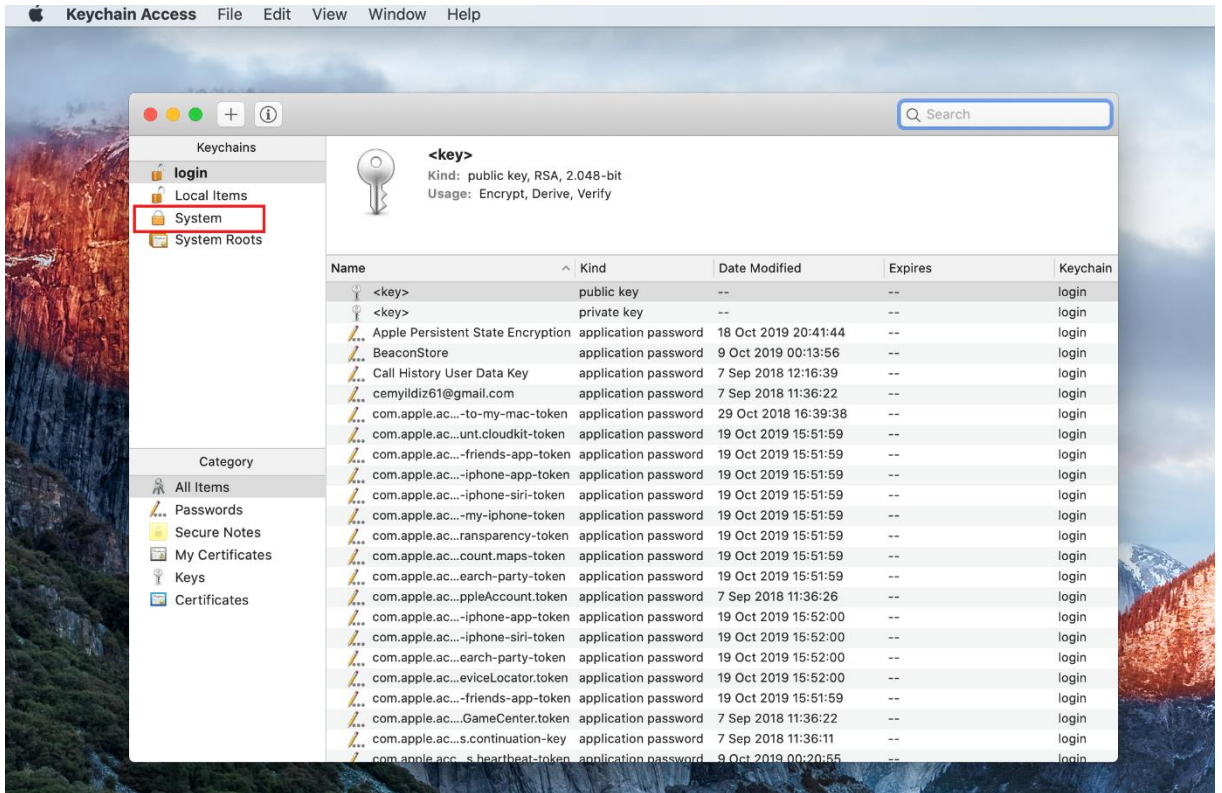 Keychain Access File Edit View Window Help
Search
Keychains
login
Local Items
System
System Roots
<key>
Kind: public key, RSA, 2.048-bit
Usage: Encrypt, Derive, Verify
Category
All Items
Passwords
Secure Notes
My Certificates
Keys
Certificates
Name Kind Date Modified Expires Keychain
<key> public key -- -- login
<key> private key -- -- login
Apple Persistent State Encryption application password 18 Oct 2019 20:41:44 -- login
BeaconStore application password 9 Oct 2019 00:13:56 -- login
Call History User Data Key application password 7 Sep 2018 12:16:39 -- login
cemyildiz61@gmail.com application password 7 Sep 2018 11:36:22 -- login
com.apple.ac...-to-my-mac-token application password 29 Oct 2018 16:39:38 -- login
com.apple.ac...unt.cloudkit-token application password 19 Oct 2019 15:51:59 -- login
com.apple.ac...-friends-app-token application password 19 Oct 2019 15:51:59 -- login
com.apple.ac...-iphone-app-token application password 19 Oct 2019 15:51:59 -- login
com.apple.ac...-iphone-siri-token application password 19 Oct 2019 15:51:59 -- login
com.apple.ac...-my-iphone-token application password 19 Oct 2019 15:51:59 -- login
com.apple.ac...ransparency-token application password 19 Oct 2019 15:51:59 -- login
com.apple.ac...count.maps-token application password 19 Oct 2019 15:51:59 -- login
com.apple.ac...earch-party-token application password 19 Oct 2019 15:51:59 -- login
com.apple.ac...ppleAccount.token application password 7 Sep 2018 11:36:26 -- login
com.apple.ac...-iphone-app-token application password 19 Oct 2019 15:52:00 -- login
com.apple.ac...-iphone-siri-token application password 19 Oct 2019 15:52:00 -- login
com.apple.ac...earch-party-token application password 19 Oct 2019 15:52:00 -- login
com.apple.ac...eviceLocator.token application password 19 Oct 2019 15:52:00 -- login
com.apple.ac...-friends-app-token application password 19 Oct 2019 15:51:59 -- login
com.apple.ac....GameCenter.token application password 7 Sep 2018 11:36:22 -- login
com.apple.ac...s.continuation-key application password 7 Sep 2018 11:36:11 -- login
com.apple.acc...s.heartbeat-token application password 9 Oct 2019 00:20:55 -- login